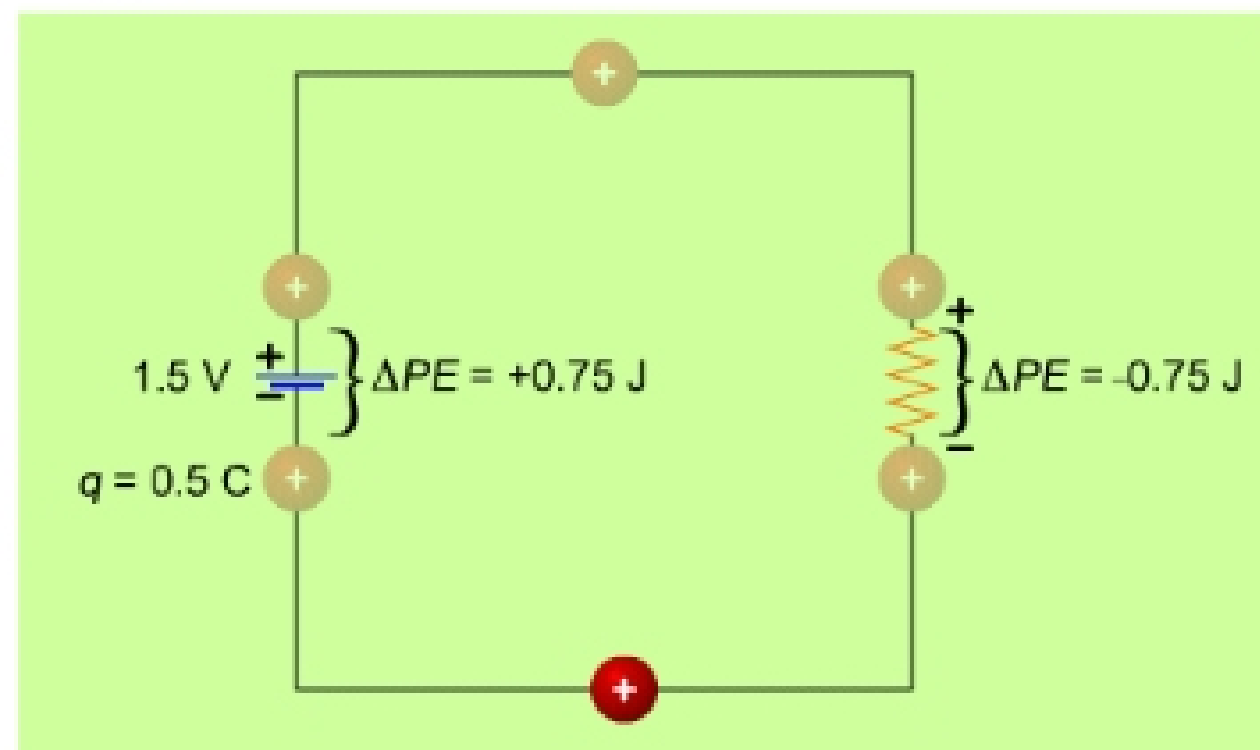 +
+ +
+ +
1.5 V ΔPE = +0.75 J ΔPE = -0.75 J
− −
q = 0.5 C + +
+